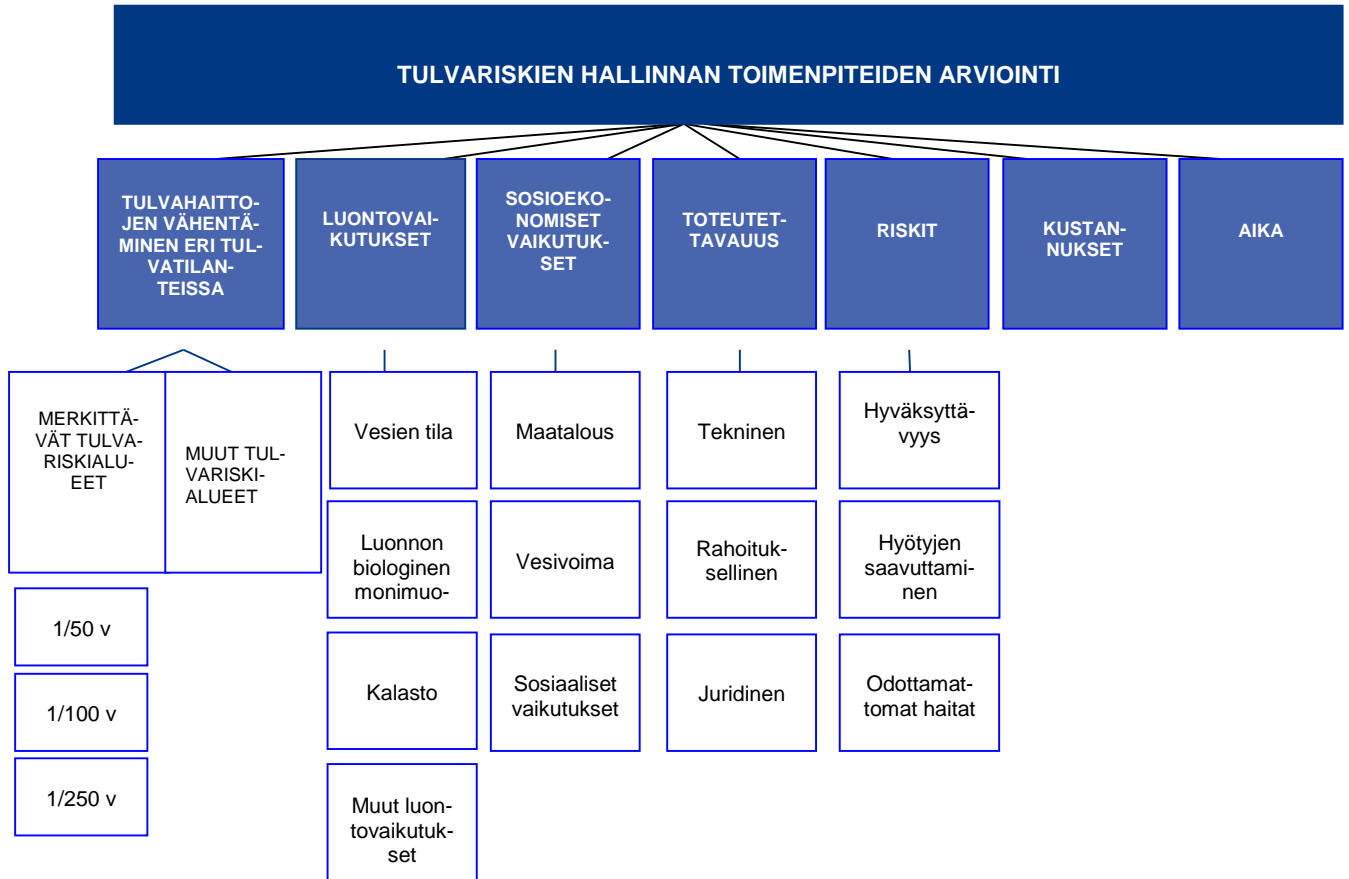 TULVARISKIEN HALLINNAN TOIMENPITEIDEN ARVIOINTI
TULVAHAITTO-
JEN VÄHENTÄ-
MINEN ERI TUL-
VATILAN-
TEISSA
LUONTOVAI-
KUTUKSET
SOSIOEKO-
NOMISET
VAIKUTUK-
SET
TOTEUTET-
TAVAUUS
RISKIT
KUSTAN-
NUKSET
AIKA
MERKITTÄ-
VÄT TULVA-
RISKIALU-
EET
MUUT TUL-
VARISKI-
ALUEET
1/50 v
1/100 v
1/250 v
Vesien tila
Luonnon
biologinen
monimuo-
Kalasto
Muut luon-
tovaikutuk-
set
Maatalous
Vesivoima
Sosiaaliset
vaikutukset
Tekninen
Rahoituk-
sellinen
Juridinen
Hyväksyttä-
vyys
Hyötyjen
saavuttami-
nen
Odottamat-
tomat haitat